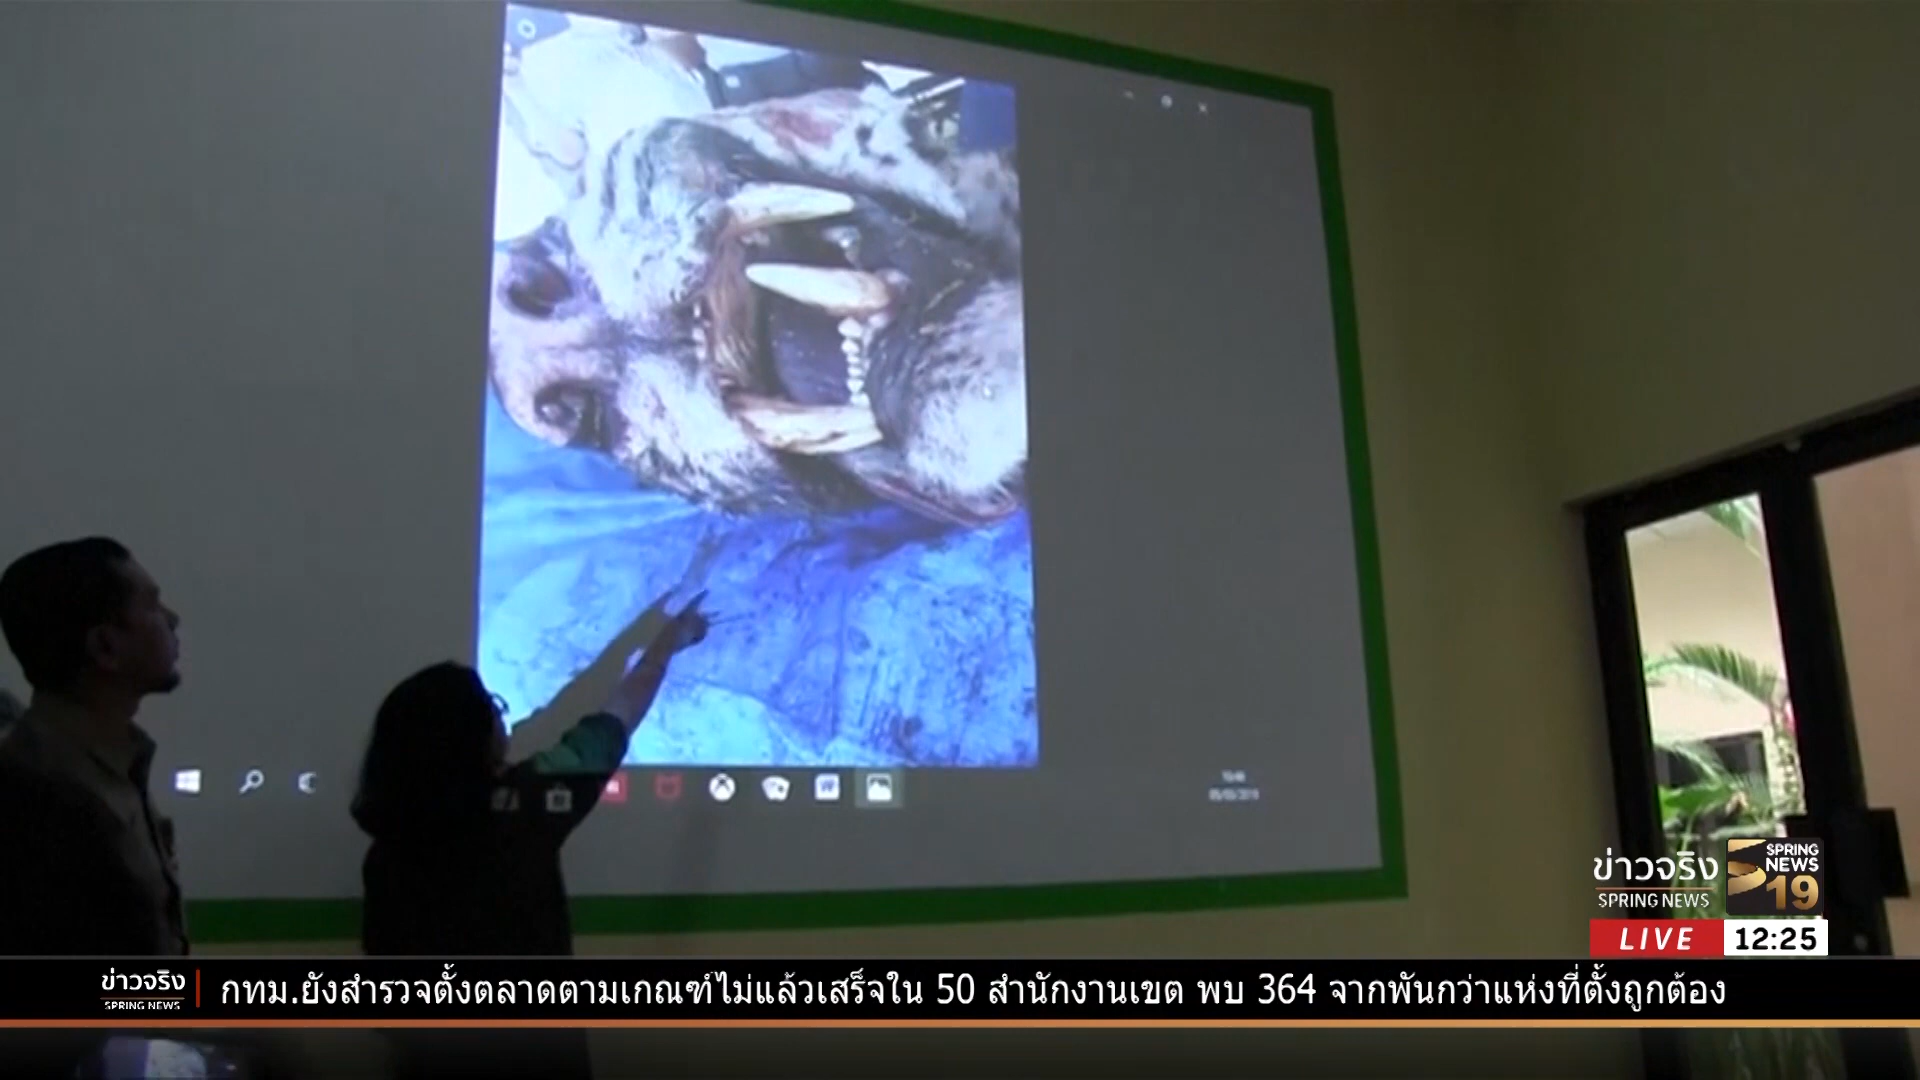 ข่าวจริง
SPRING NEWS
SPRING
NEWS
19
LIVE 12:25
ข่าวจริง
SPRING NEWS
กทม.ยังสำรวจตั้งตลาดตามเกณฑ์ไม่แล้วเสร็จใน 50 สำนักงานเขต พบ 364 จากพันกว่าแห่งที่ตั้งถูกต้อง